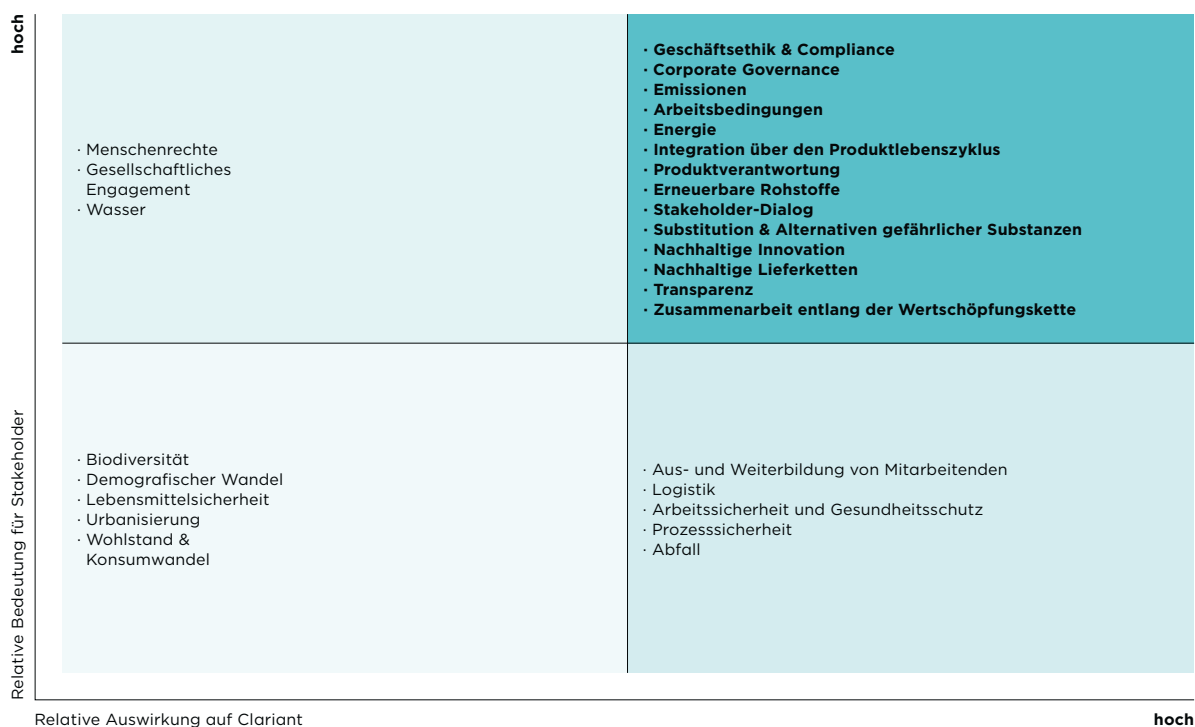 hoch
· Menschenrechte
· Gesellschaftliches
Engagement
· Wasser
· Geschäftsethik & Compliance
· Corporate Governance
· Emissionen
· Arbeitsbedingungen
· Energie
· Integration über den Produktlebenszyklus
· Produktverantwortung
· Erneuerbare Rohstoffe
· Stakeholder-Dialog
· Substitution & Alternativen gefährlicher Substanzen
· Nachhaltige Innovation
· Nachhaltige Lieferketten
· Transparenz
· Zusammenarbeit entlang der Wertschöpfungskette
Relative Bedeutung für Stakeholder
· Biodiversität
· Demografischer Wandel
· Lebensmittelsicherheit
· Urbanisierung
· Wohlstand &
Konsumwandel
· Aus- und Weiterbildung von Mitarbeitenden
· Logistik
· Arbeitssicherheit und Gesundheitsschutz
· Prozesssicherheit
· Abfall
Relative Auswirkung auf Clariant
hoch